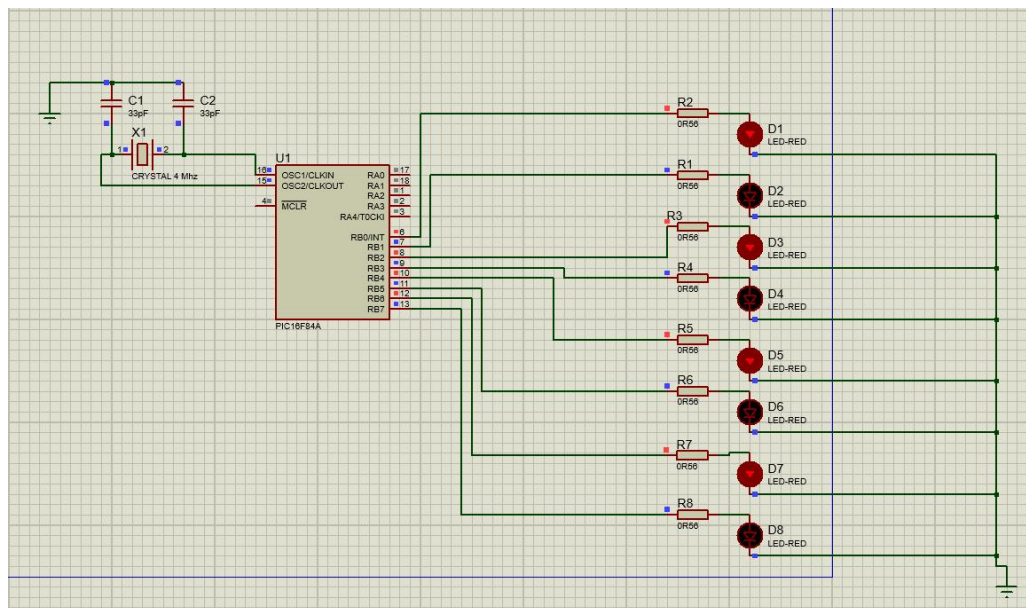 C1
33pF
C2
33pF
X1
1
2
CRYSTAL 4 Mhz
U1
16
OSC1/CLKIN
15
OSC2/CLKOUT
4
MCLR
RA0
17
RA1
18
RA2
1
RA3
2
RA4/T0CKI
3
RB0/INT
6
RB1
7
RB2
8
RB3
9
RB4
10
RB5
11
RB6
12
RB7
13
PIC16F84A
R2
0R56
D1
LED-RED
R1
0R56
D2
LED-RED
R3
0R56
D3
LED-RED
R4
0R56
D4
LED-RED
R5
0R56
D5
LED-RED
R6
0R56
D6
LED-RED
R7
0R56
D7
LED-RED
R8
0R56
D8
LED-RED